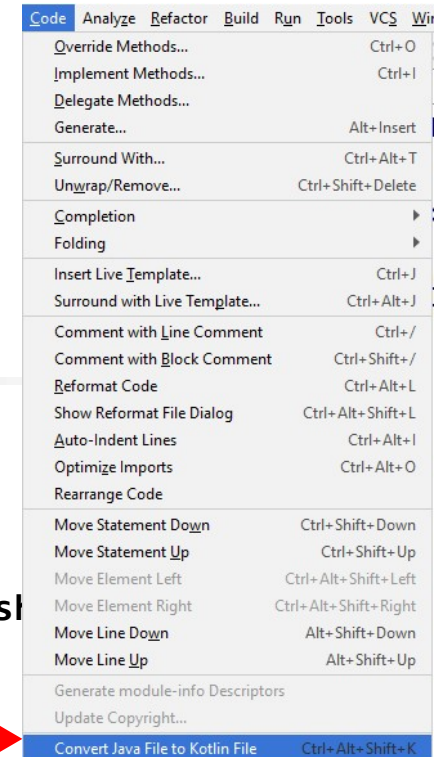 Code Analyze Refactor Build Run Tools VCS
Override Methods... Ctrl+O
Implement Methods... Ctrl+I
Delegate Methods...
Generate... Alt+Insert
Surround With... Ctrl+Alt+T
Unwrap/Remove... Ctrl+Shift+Delete
Completion
Folding
Insert Live Template... Ctrl+J
Surround with Live Template... Ctrl+Alt+J
Comment with Line Comment Ctrl+/
Comment with Block Comment Ctrl+Shift+/
Reformat Code Ctrl+Alt+L
Show Reformat File Dialog Ctrl+Alt+Shift+L
Auto-Indent Lines Ctrl+Alt+I
Optimize Imports Ctrl+Alt+O
Rearrange Code
Move Statement Down Ctrl+Shift+Down
Move Statement Up Ctrl+Shift+Up
Move Element Left Ctrl+Alt+Shift+Left
Move Element Right Ctrl+Alt+Shift+Right
Move Line Down Alt+Shift+Down
Move Line Up Alt+Shift+Up
Generate module-info Descriptors
Update Copyright...
Convert Java File to Kotlin File Ctrl+Alt+Shift+K